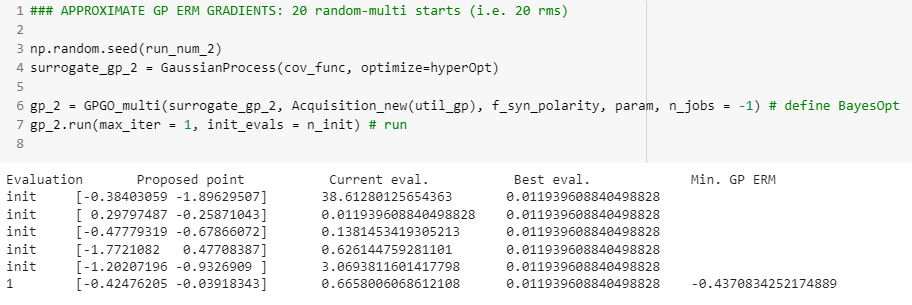 1 ### APPROXIMATE GP ERM GRADIENTS: 20 random-multi starts (i.e. 20 rms)
2
3 np.random.seed(run_num_2)
4 surrogate_gp_2 = GaussianProcess(cov_func, optimize=hyperOpt)
5
6 gp_2 = GPGO_multi(surrogate_gp_2, Acquisition_new(util_gp), f_syn_polarity, param, n_jobs = -1) # define BayesOpt
7 gp_2.run(max_iter = 1, init_evals = n_init) # run
8
Evaluation Proposed point Current eval. Best eval. Min. GP ERM
init [-0.38403059 -1.89629507] 38.61280125654363 0.011939608840498828
init [ 0.29797487 -0.25871043] 0.011939608840498828 0.011939608840498828
init [-0.47779319 -0.67866072] 0.1381453419305213 0.011939608840498828
init [-1.7721082 0.47708387] 0.626144759281101 0.011939608840498828
init [-1.20207196 -0.9326909 ] 3.0693811601417798 0.011939608840498828
1 [-0.42476205 -0.03918343] 0.6658006068612108 0.011939608840498828 -0.4370834252174889